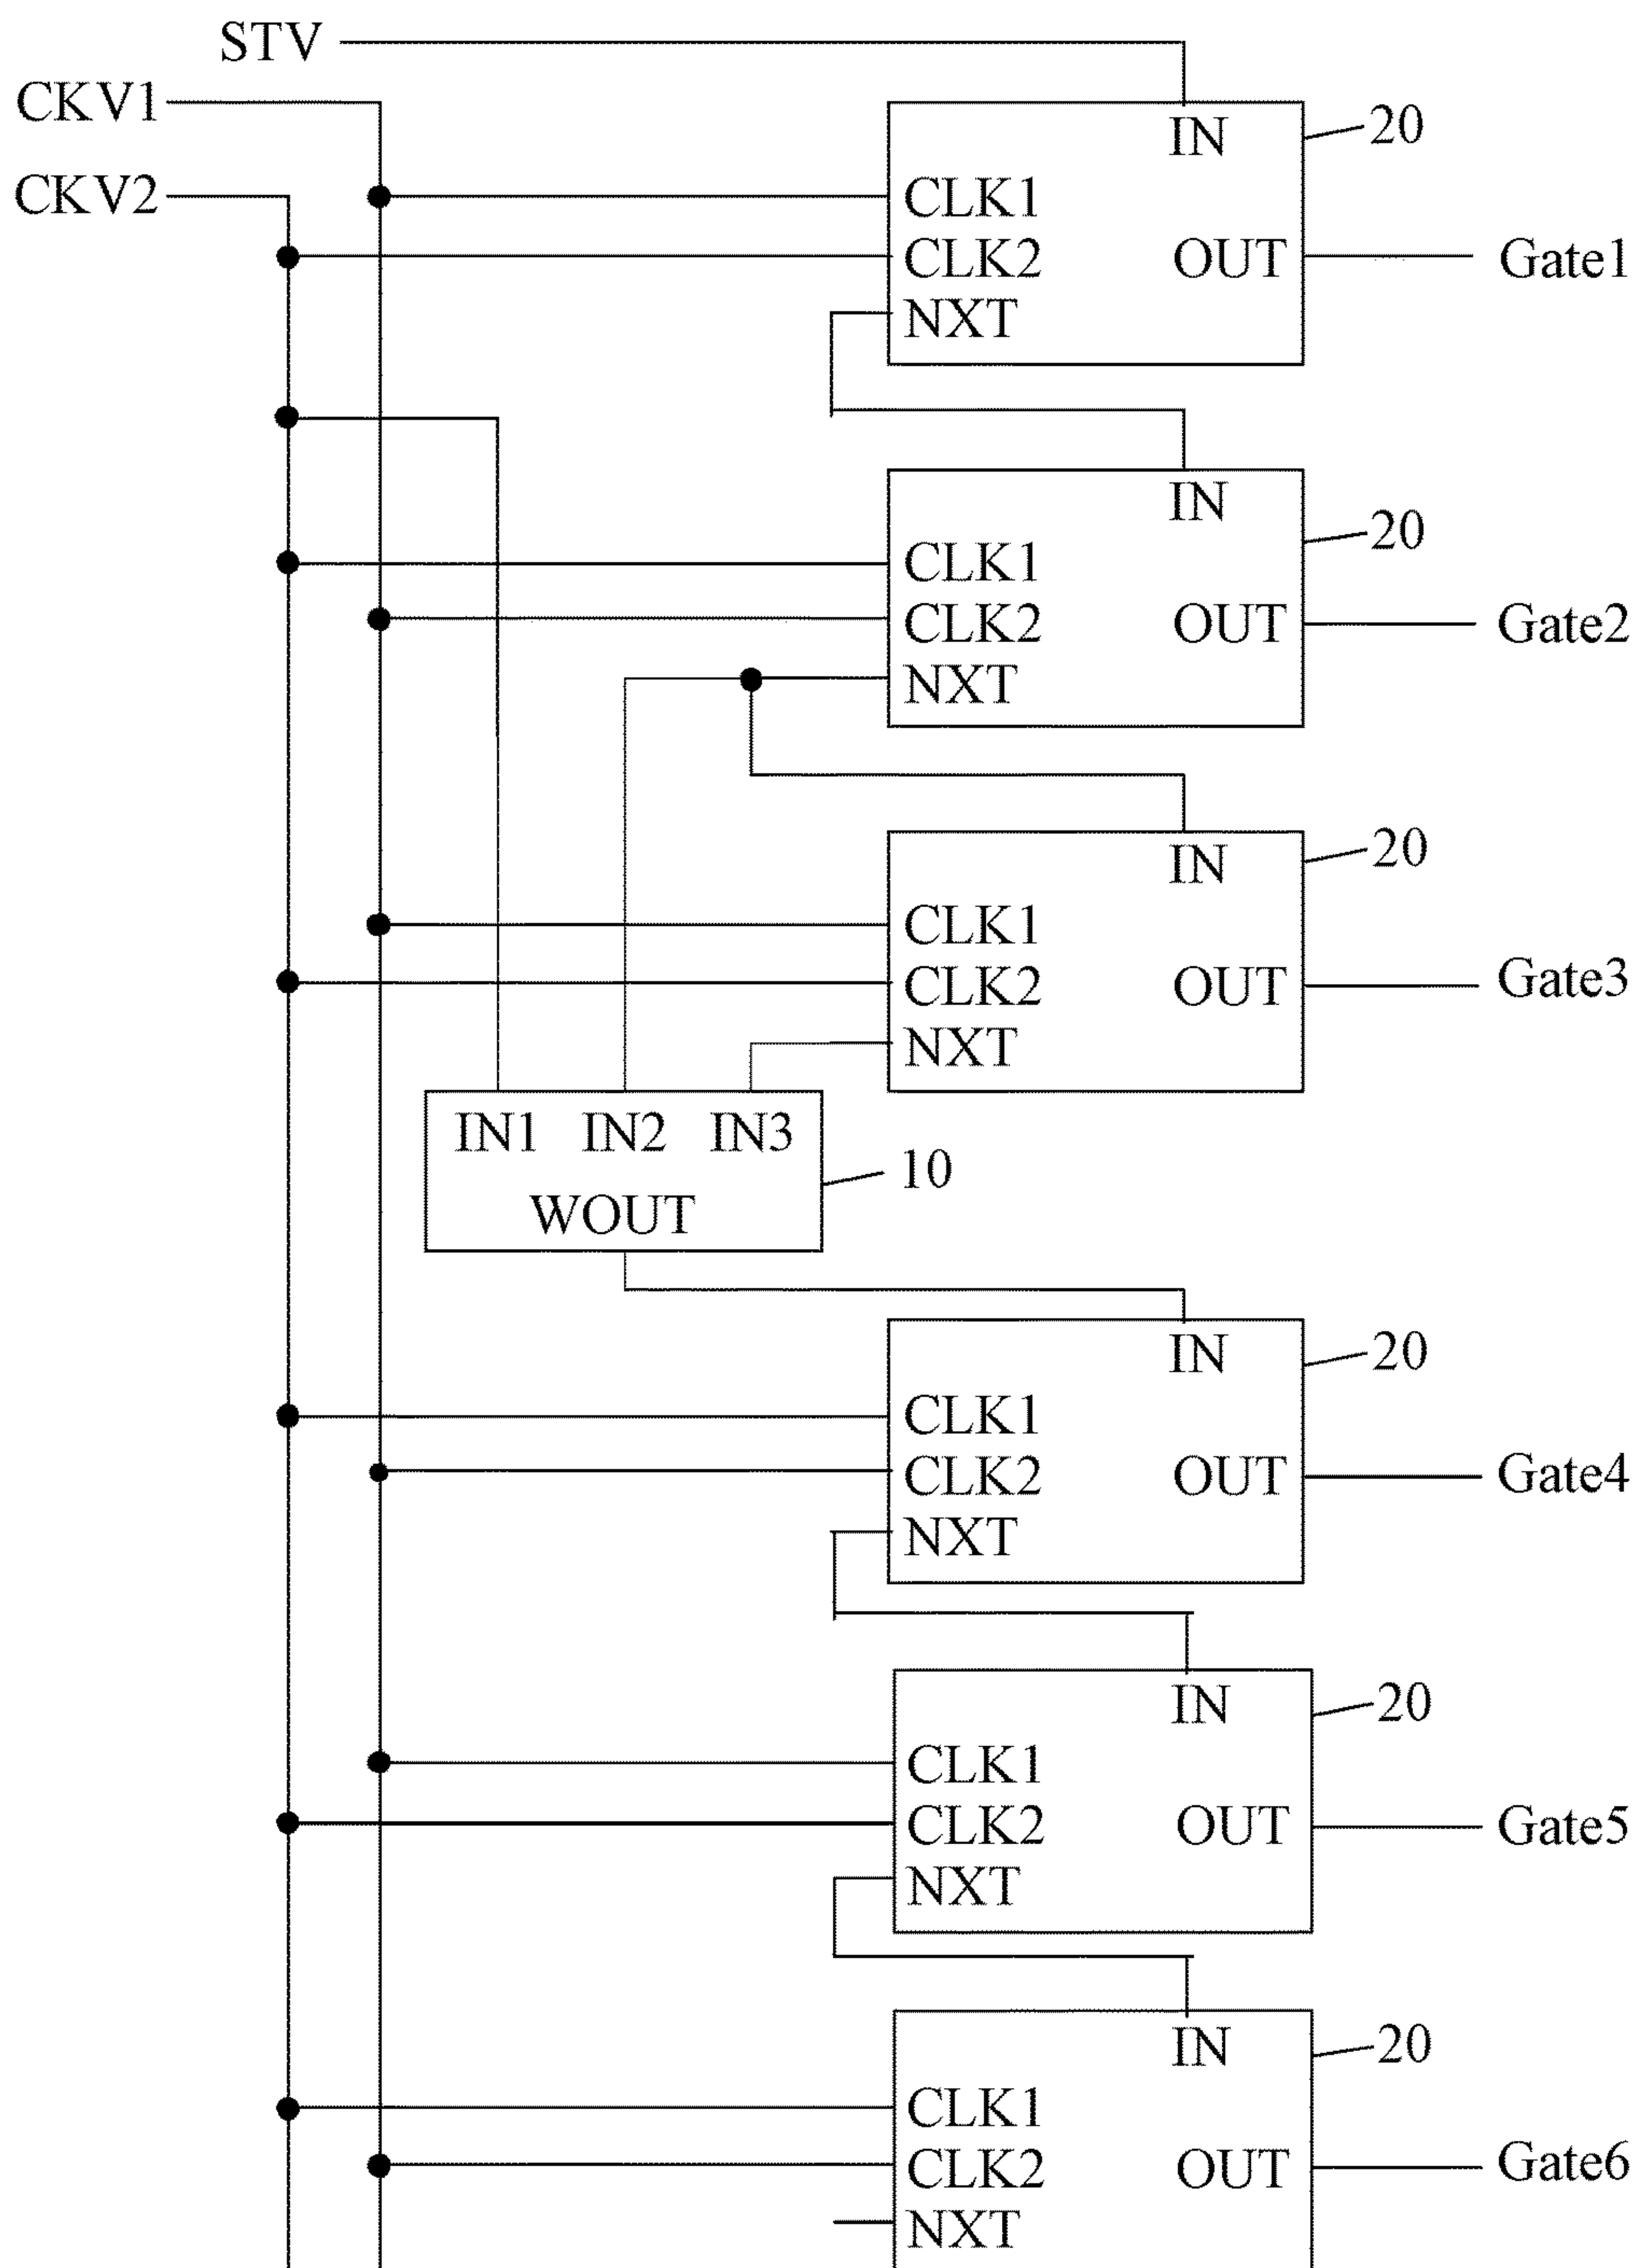 STV
CKV1
CKV2
IN
20
CLK1
CLK2
OUT
Gate1
NXT
IN
20
CLK1
CLK2
OUT
Gate2
NXT
IN
20
CLK1
CLK2
OUT
Gate3
NXT
IN1 IN2 IN3
10
WOUT
IN
20
CLK1
CLK2
OUT
Gate4
NXT
IN
20
CLK1
CLK2
OUT
Gate5
NXT
IN
20
CLK1
CLK2
OUT
Gate6
NXT